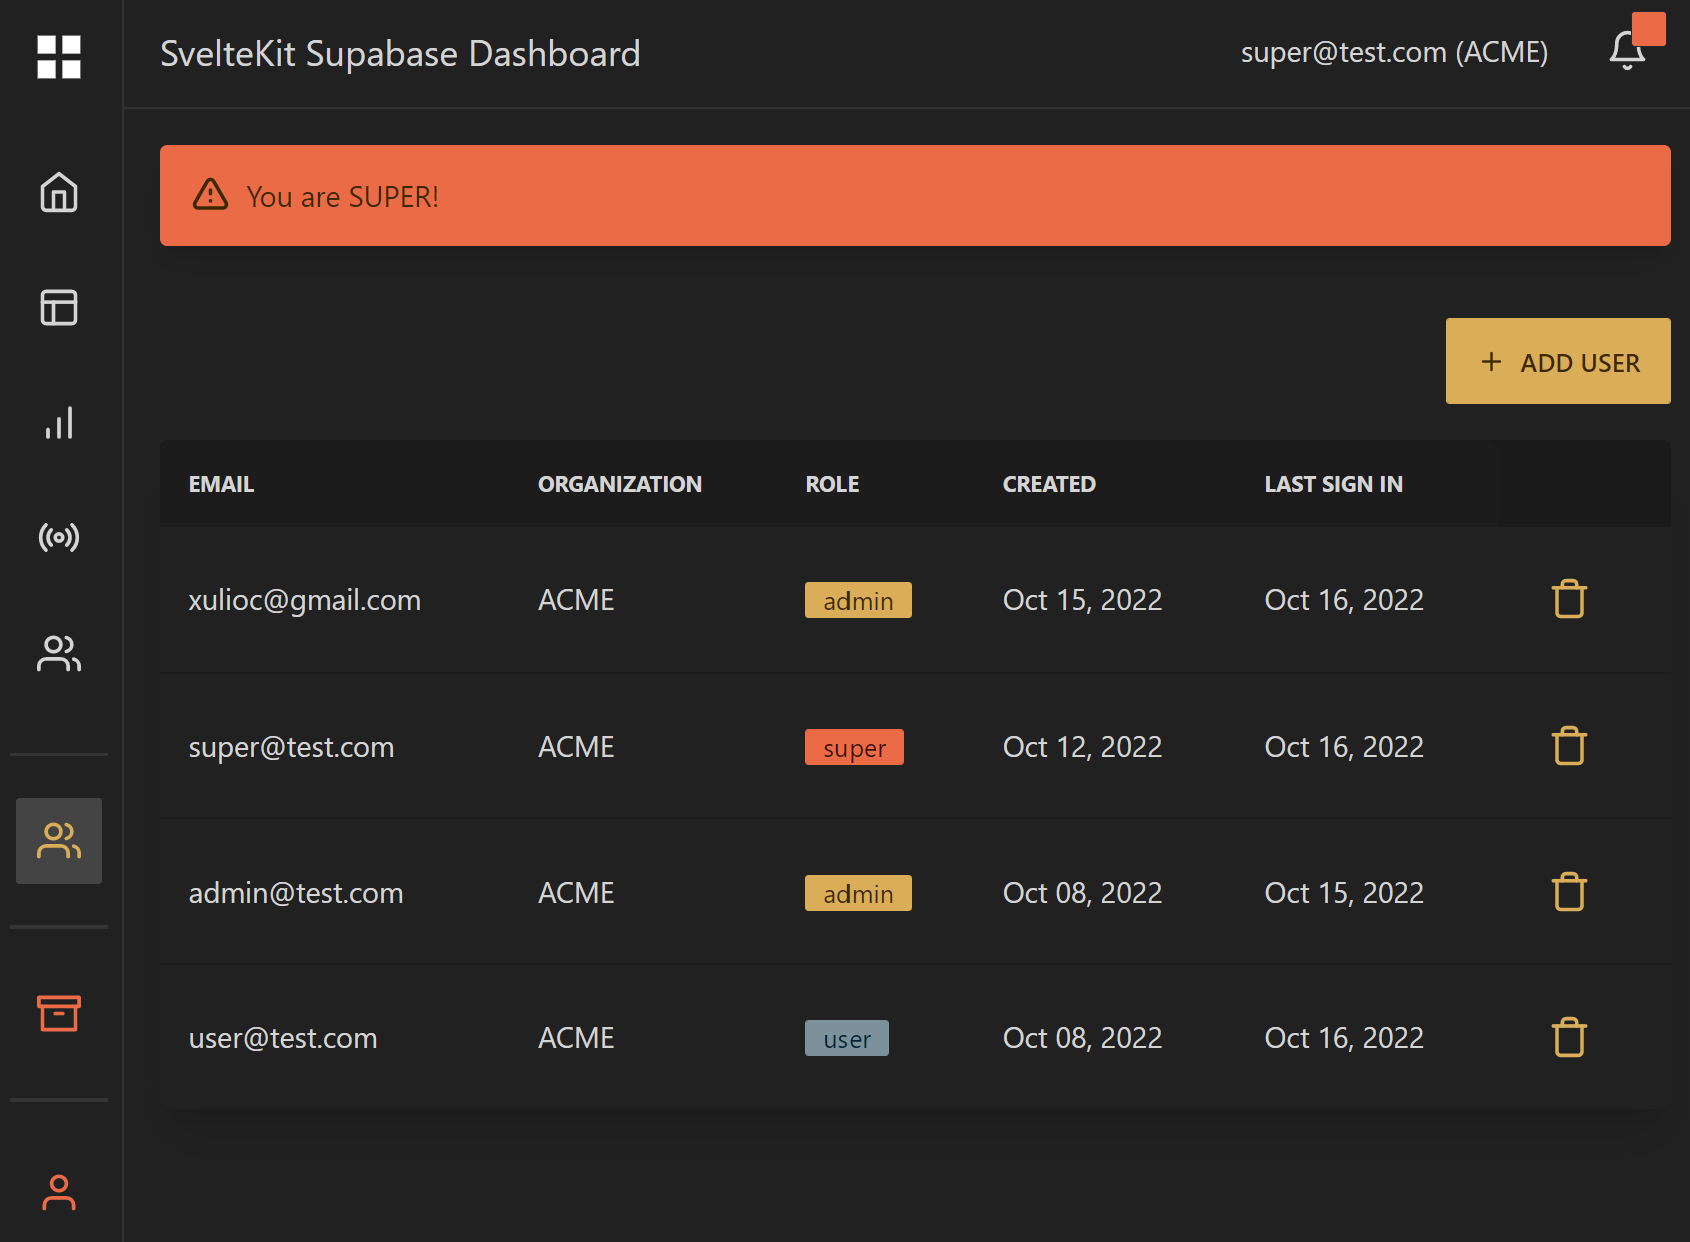 SvelteKit Supabase Dashboard super@test.com (ACME)
You are SUPER!
+ ADD USER
EMAIL ORGANIZATION ROLE CREATED LAST SIGN IN
xulioc@gmail.com ACME admin Oct 15, 2022 Oct 16, 2022
super@test.com ACME super Oct 12, 2022 Oct 16, 2022
admin@test.com ACME admin Oct 08, 2022 Oct 15, 2022
user@test.com ACME user Oct 08, 2022 Oct 16, 2022